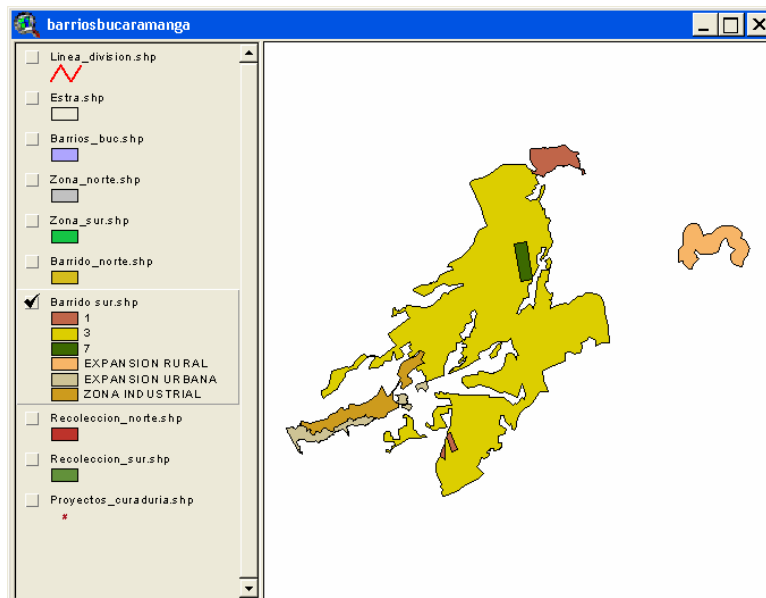 barriosbucaramanga
Linea_division.shp
Estra.shp
Barrios_buc.shp
Zona_norte.shp
Zona_sur.shp
Barrido_norte.shp
Barrido sur.shp
1
3
7
EXPANSION RURAL
EXPANSION URBANA
ZONA INDUSTRIAL
Recoleccion_norte.shp
Recoleccion_sur.shp
Proyectos_curaduria.shp